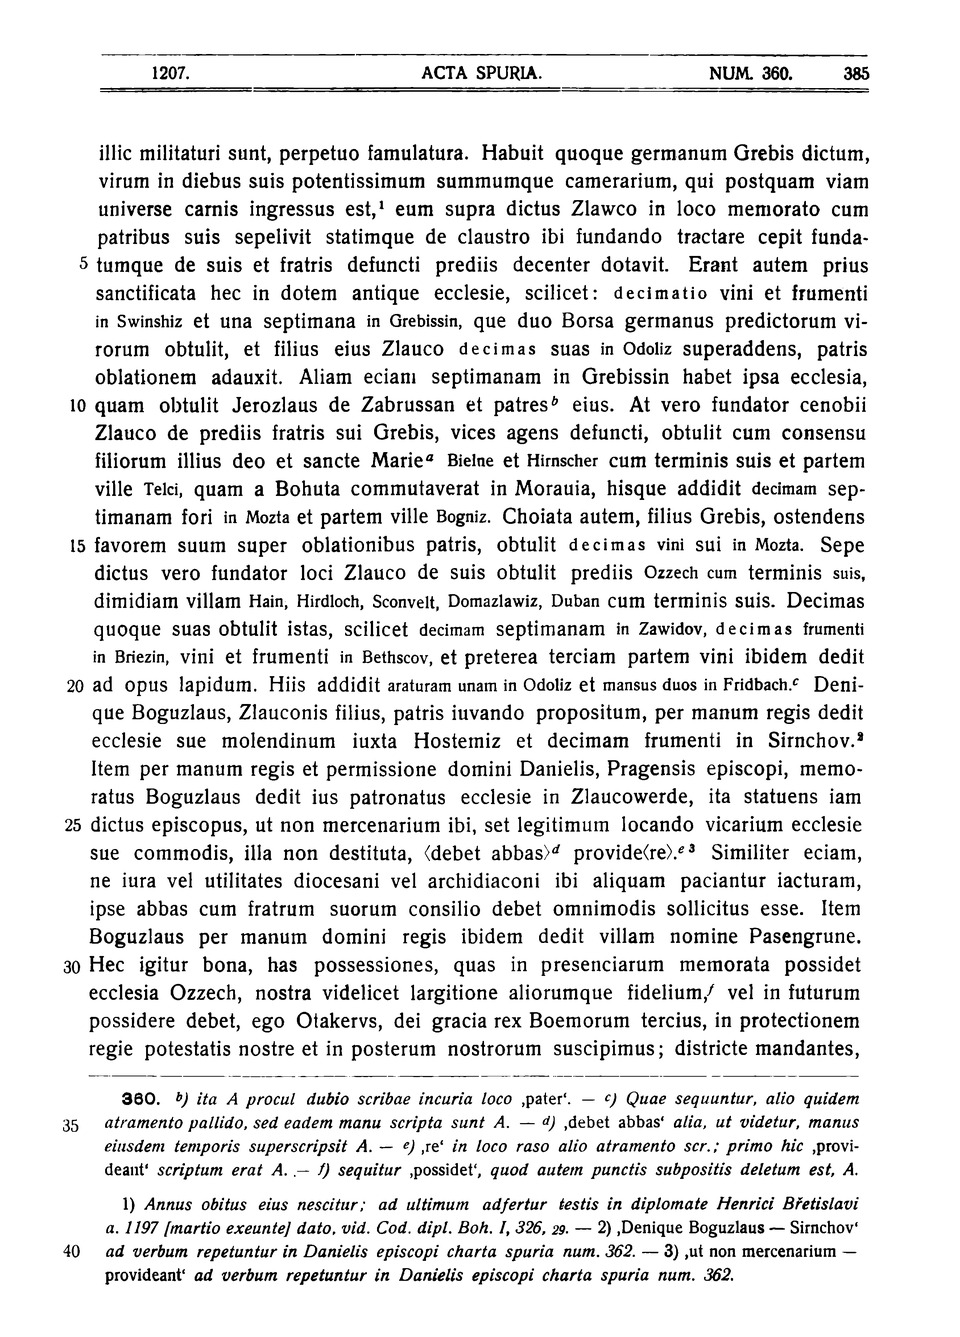 1207. ACTA SPURIA. NUM. 360. 385
illic militaturi sunt, perpetuo famulatura. Habuit quoque germanum Grebis dictum,
virum in diebus suis potentissimum summumque camerarium, qui postquam viam
universe carnis ingressus est,¹ eum supra dictus Zlawco in loco memorato cum
patribus suis sepelivit statimque de claustro ibi fundando tractare cepit funda-
5 tumque de suis et fratris defuncti prediis decenter dotavit. Erant autem prius
sanctificata hec in dotem antique ecclesie, scilicet: decimatio vini et frumenti
in Swinshiz et una septimana in Grebissin, que duo Borsa germanus predictorum vi-
rorum obtulit, et filius eius Zlauco decimas suas in Odoliz superaddens, patris
oblationem adauxit. Aliam eciam septimanam in Grebissin habet ipsa ecclesia,
10 quam obtulit Jerozlaus de Zabrussan et patresᵇ eius. At vero fundator cenobii
Zlauco de prediis fratris sui Grebis, vices agens defuncti, obtulit cum consensu
filiorum illius deo et sancte Marieᵃ Bielne et Hirnscher cum terminis suis et partem
ville Telci, quam a Bohuta commutaverat in Morauia, hisque addidit decimam sep-
timanam fori in Mozta et partem ville Bogniz. Choiata autem, filius Grebis, ostendens
15 favorem suum super oblationibus patris, obtulit decimas vini sui in Mozta. Sepe
dictus vero fundator loci Zlauco de suis obtulit prediis Ozzech cum terminis suis,
dimidiam villam Hain, Hirdloch, Sconvelt, Domazlawiz, Duban cum terminis suis. Decimas
quoque suas obtulit istas, scilicet decimam septimanam in Zawidov, decimas frumenti
in Briezin, vini et frumenti in Bethscov, et preterea terciam partem vini ibidem dedit
20 ad opus lapidum. Hiis addidit araturam unam in Odoliz et mansus duos in Fridbach.ᶜ Deni-
que Boguzlaus, Zlauconis filius, patris iuvando propositum, per manum regis dedit
ecclesie sue molendinum iuxta Hostemiz et decimam frumenti in Sirnchov.²
Item per manum regis et permissione domini Danielis, Pragensis episcopi, memo-
ratus Boguzlaus dedit ius patronatus ecclesie in Zlaucowerde, ita statuens iam
25 dictus episcopus, ut non mercenarium ibi, set legitimum locando vicarium ecclesie
sue commodis, illa non destituta, ⟨debet abbas⟩ᵈ provide⟨re⟩.ᵉ ³ Similiter eciam,
ne iura vel utilitates diocesani vel archidiaconi ibi aliquam paciantur iacturam,
ipse abbas cum fratrum suorum consilio debet omnimodis sollicitus esse. Item
Boguzlaus per manum domini regis ibidem dedit villam nomine Pasengrune.
30 Hec igitur bona, has possessiones, quas in presenciarum memorata possidet
ecclesia Ozzech, nostra videlicet largitione aliorumque fidelium,ᶠ vel in futurum
possidere debet, ego Otakervs, dei gracia rex Boemorum tercius, in protectionem
regie potestatis nostre et in posterum nostrorum suscipimus; districte mandantes,
360. b) ita A procul dubio scribae incuria loco ‚pater‘. — c) Quae sequuntur, alio quidem
35 atramento pallido, sed eadem manu scripta sunt A. — d) ‚debet abbas‘ alia, ut videtur, manus
eiusdem temporis superscripsit A. — e) ‚re‘ in loco raso alio atramento scr.; primo hic ‚provi-
deant‘ scriptum erat A. — f) sequitur ‚possidet‘, quod autem punctis subpositis deletum est, A.
1) Annus obitus eius nescitur; ad ultimum adfertur testis in diplomate Henrici Břetislavi
a. 1197 [martio exeunte] dato, vid. Cod. dipl. Boh. I, 326, 29. — 2) ‚Denique Boguzlaus — Sirnchov‘
40 ad verbum repetuntur in Danielis episcopi charta spuria num. 362. — 3) ‚ut non mercenarium —
provideant‘ ad verbum repetuntur in Danielis episcopi charta spuria num. 362.